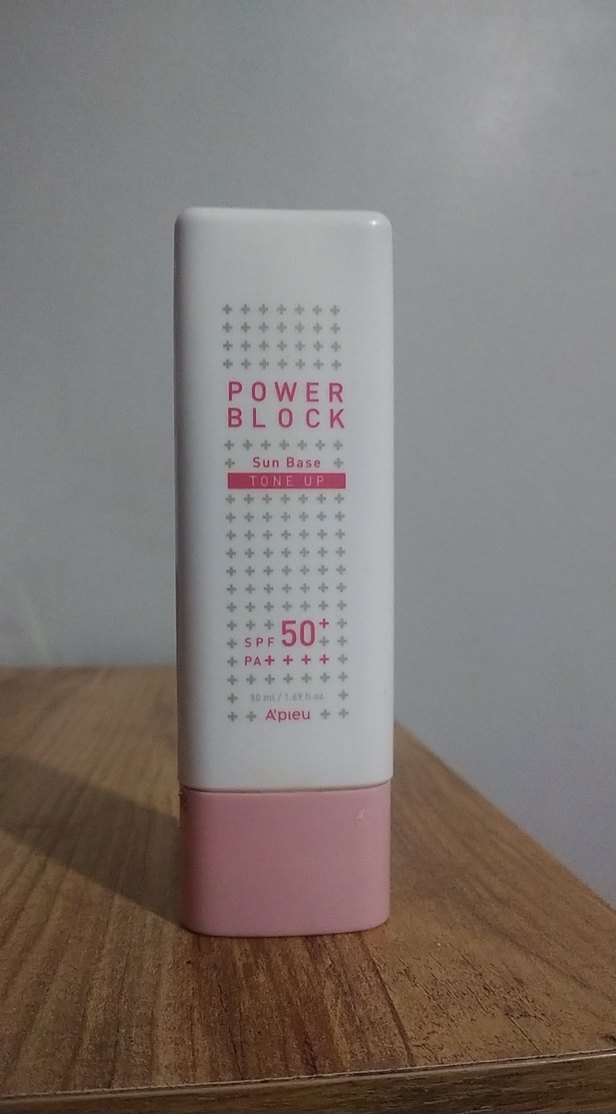 POWER
BLOCK
Sun Base
TONE UP
SPF 50+
PA++++
50 ml / 1.69 fl.oz.
A'pieu